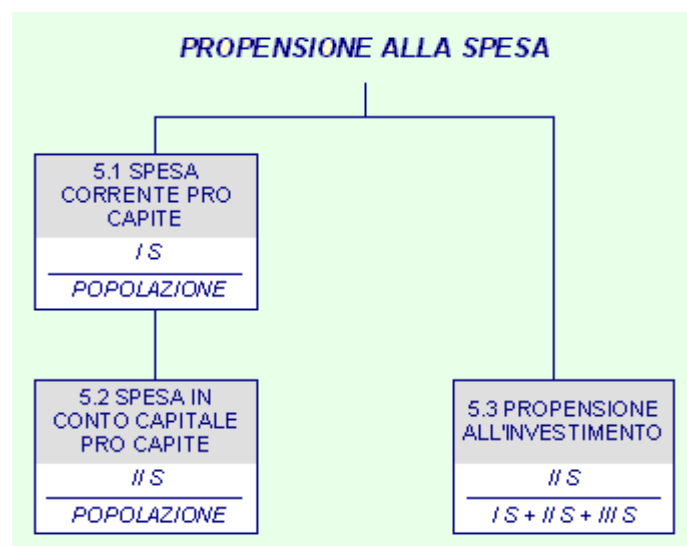 PROPENSIONE ALLA SPESA
5.1 SPESA
CORRENTE PRO
CAPITE
I S
POPOLAZIONE
5.2 SPESA IN
CONTO CAPITALE
PRO CAPITE
II S
POPOLAZIONE
5.3 PROPENSIONE
ALL'INVESTIMENTO
II S
I S + II S + III S